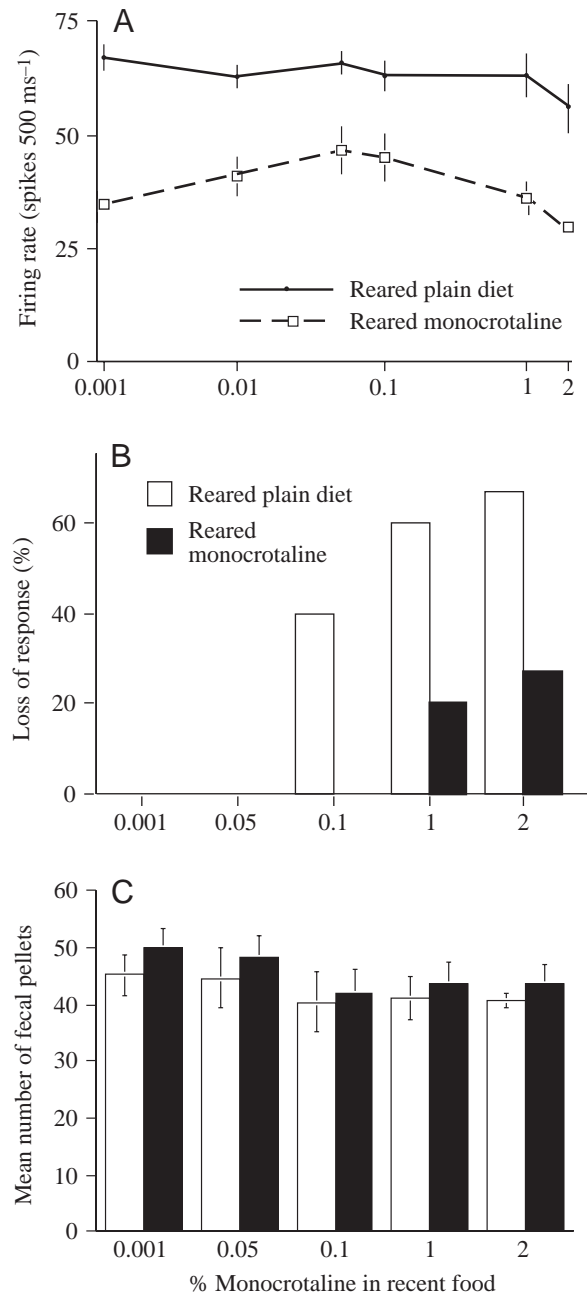 A
75
50
25
0
Firing rate (spikes 500 ms⁻¹)
Reared plain diet
Reared monocrotaline
0.001 0.01 0.1 1 2
B
Reared plain diet
Reared
monocrotaline
60
40
20
0
Loss of response (%)
0.001 0.05 0.1 1 2
C
60
50
40
30
20
10
0
Mean number of fecal pellets
0.001 0.05 0.1 1 2
% Monocrotaline in recent food